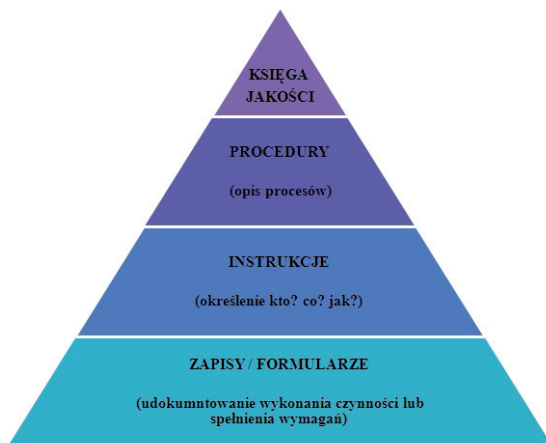 KSIĘGA
JAKOŚCI
PROCEDURY
(opis procesów)
INSTRUKCJE
(określenie kto? co? jak?)
ZAPISY / FORMULARZE
(udokumntowanie wykonania czynności lub
spełnienia wymagań)